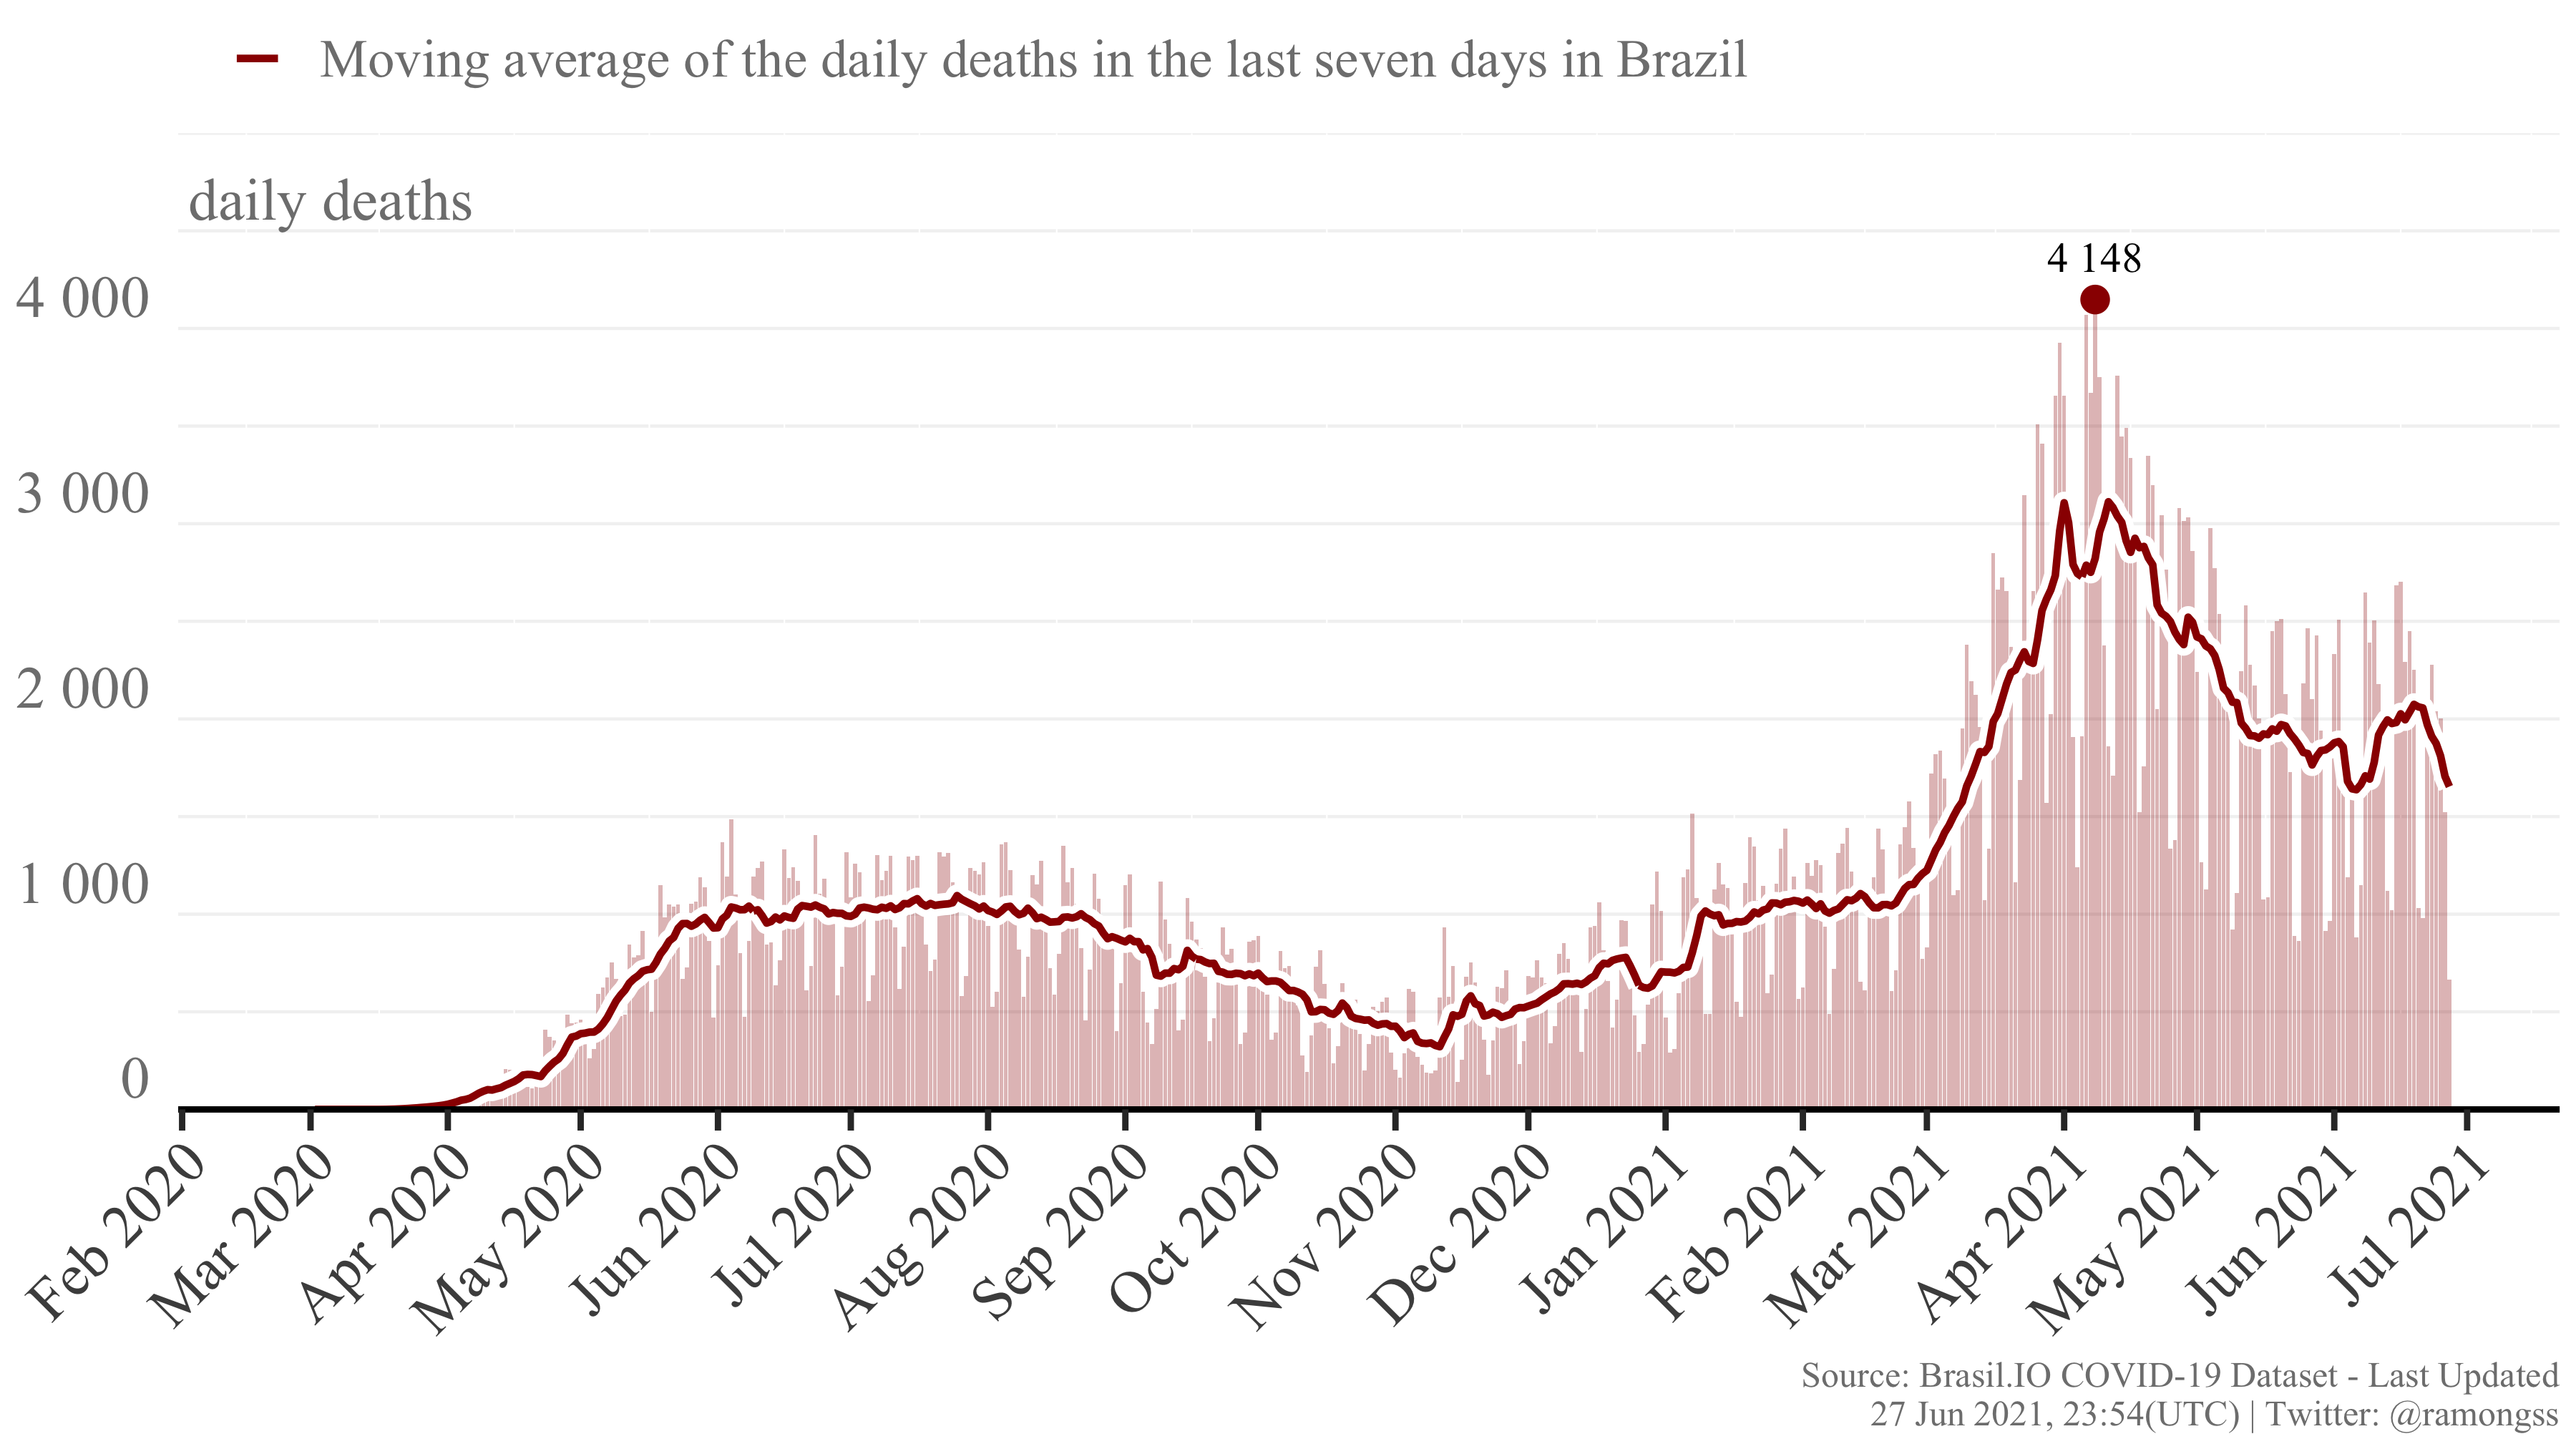 Moving average of the daily deaths in the last seven days in Brazil
daily deaths
4 148
4 000
3 000
2 000
1 000
0
Feb 2020
Mar 2020
Apr 2020
May 2020
Jun 2020
Jul 2020
Aug 2020
Sep 2020
Oct 2020
Nov 2020
Dec 2020
Jan 2021
Feb 2021
Mar 2021
Apr 2021
May 2021
Jun 2021
Jul 2021
Source: Brasil.IO COVID-19 Dataset - Last Updated
27 Jun 2021, 23:54(UTC) | Twitter: @ramongss